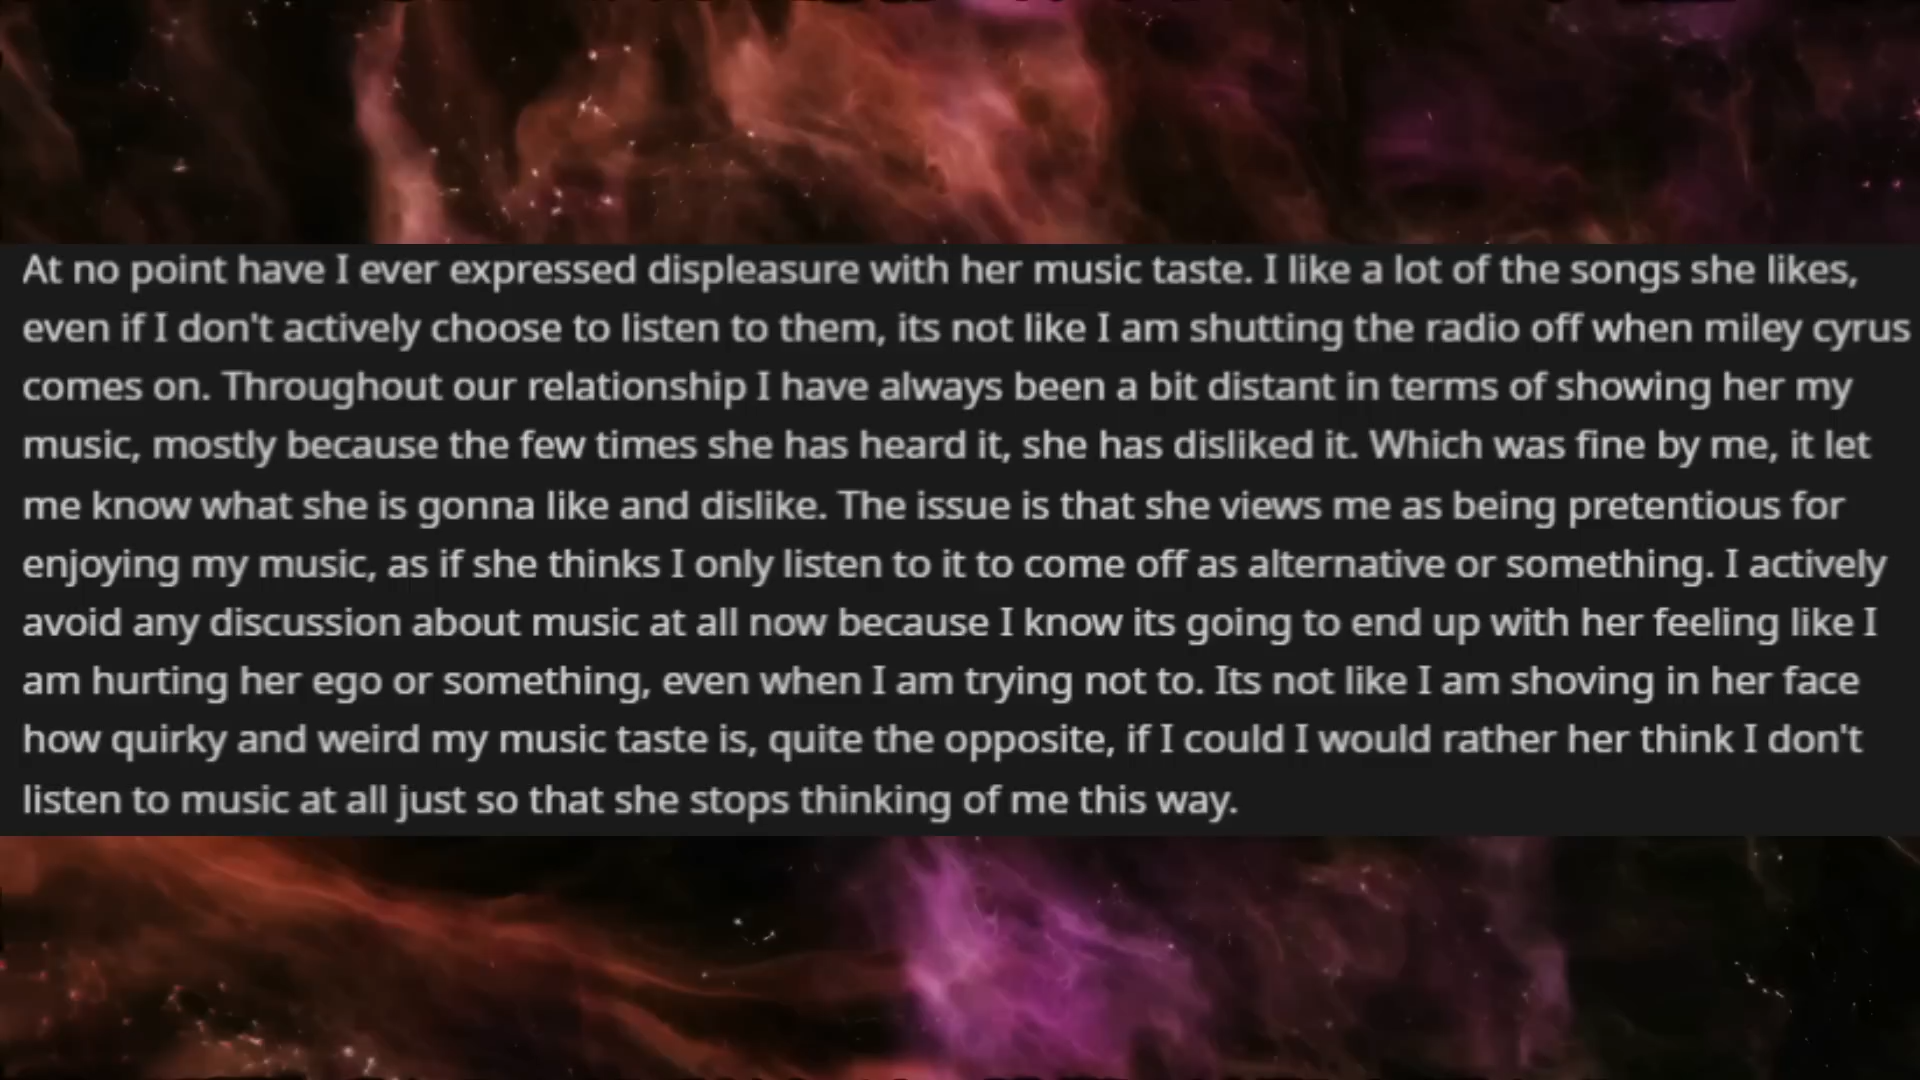 At no point have I ever expressed displeasure with her music taste. I like a lot of the songs she likes,
even if I don't actively choose to listen to them, its not like I am shutting the radio off when miley cyrus
comes on. Throughout our relationship I have always been a bit distant in terms of showing her my
music, mostly because the few times she has heard it, she has disliked it. Which was fine by me, it let
me know what she is gonna like and dislike. The issue is that she views me as being pretentious for
enjoying my music, as if she thinks I only listen to it to come off as alternative or something. I actively
avoid any discussion about music at all now because I know its going to end up with her feeling like I
am hurting her ego or something, even when I am trying not to. Its not like I am shoving in her face
how quirky and weird my music taste is, quite the opposite, if I could I would rather her think I don't
listen to music at all just so that she stops thinking of me this way.